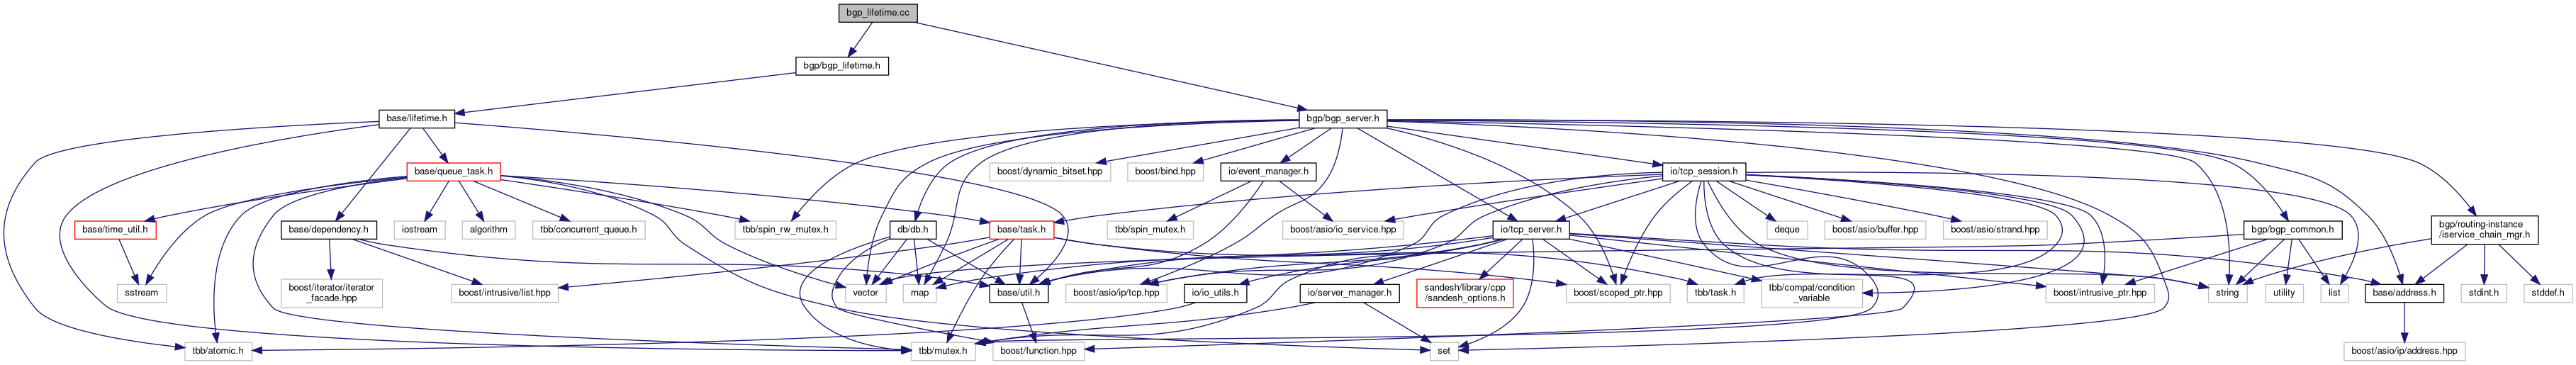 bgp_lifetime.cc
bgp/bgp_lifetime.h
base/lifetime.h
bgp/bgp_server.h
base/queue_task.h
boost/dynamic_bitset.hpp
boost/bind.hpp
io/event_manager.h
io/tcp_session.h
base/time_util.h
base/dependency.h
iostream
algorithm
tbb/concurrent_queue.h
tbb/spin_rw_mutex.h
db/db.h
base/task.h
tbb/spin_mutex.h
boost/asio/io_service.hpp
io/tcp_server.h
deque
boost/asio/buffer.hpp
boost/asio/strand.hpp
bgp/bgp_common.h
bgp/routing-instance
/iservice_chain_mgr.h
sstream
boost/iterator/iterator
_facade.hpp
boost/intrusive/list.hpp
vector
map
base/util.h
boost/asio/ip/tcp.hpp
io/io_utils.h
io/server_manager.h
sandesh/library/cpp
/sandesh_options.h
boost/scoped_ptr.hpp
tbb/task.h
tbb/compat/condition
_variable
boost/intrusive_ptr.hpp
string
utility
list
base/address.h
stdint.h
stddef.h
tbb/atomic.h
tbb/mutex.h
boost/function.hpp
set
boost/asio/ip/address.hpp